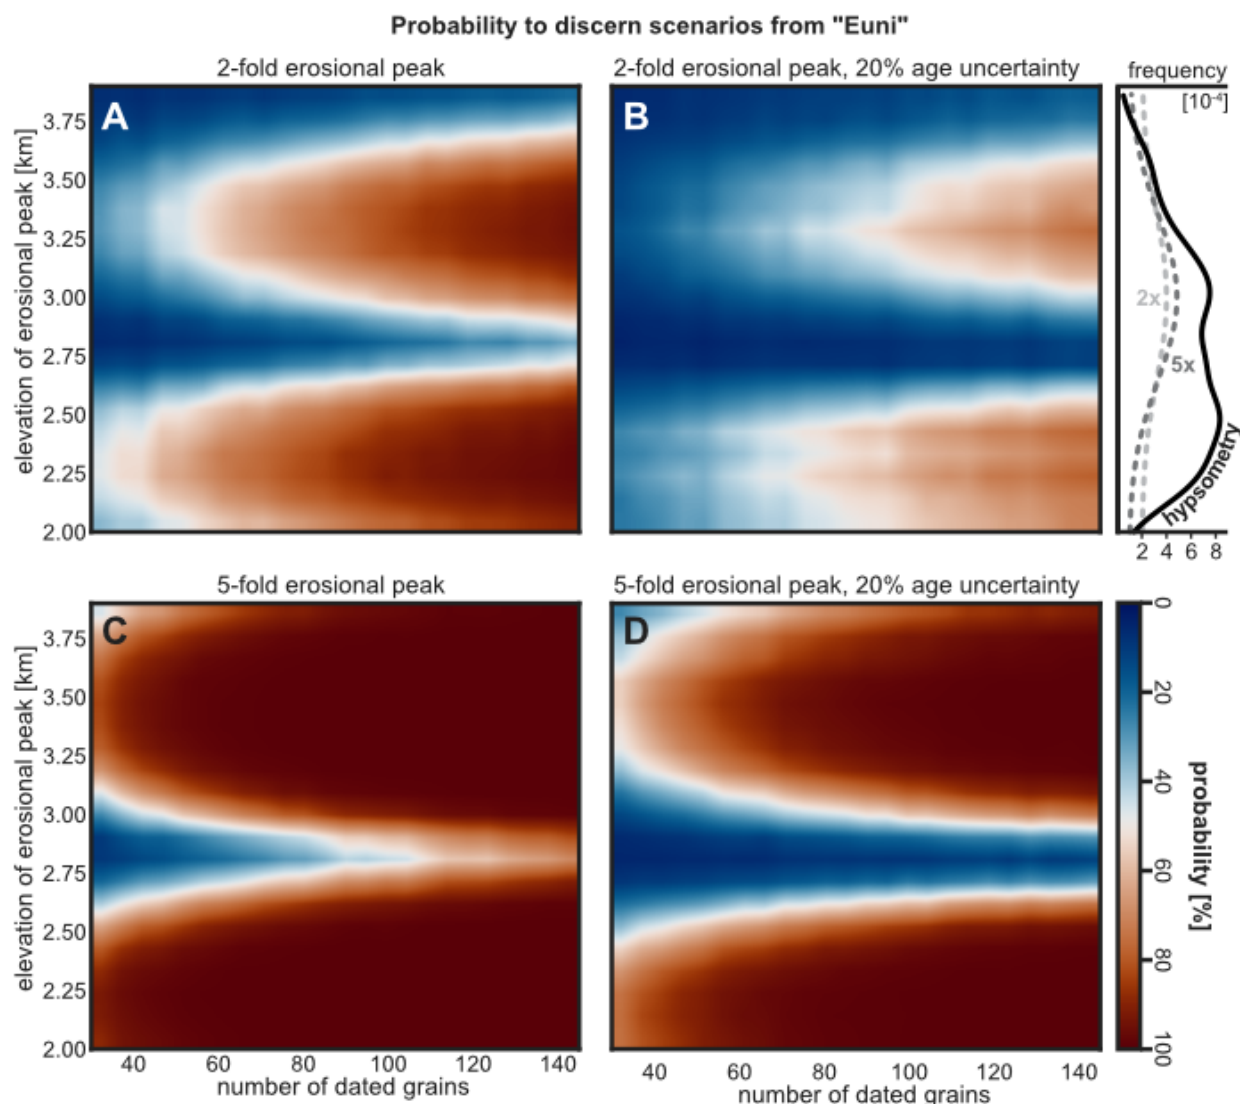 Probability to discern scenarios from "Euni"
2-fold erosional peak
2-fold erosional peak, 20% age uncertainty
frequency
[10⁻⁴]
A
B
elevation of erosional peak [km]
3.75
3.50
3.25
3.00
2.75
2.50
2.25
2.00
2x
5x
hypsometry
2 4 6 8
5-fold erosional peak
5-fold erosional peak, 20% age uncertainty
C
D
elevation of erosional peak [km]
3.75
3.50
3.25
3.00
2.75
2.50
2.25
2.00
0
20
40
60
80
100
probability [%]
40 60 80 100 120 140
number of dated grains
40 60 80 100 120 140
number of dated grains